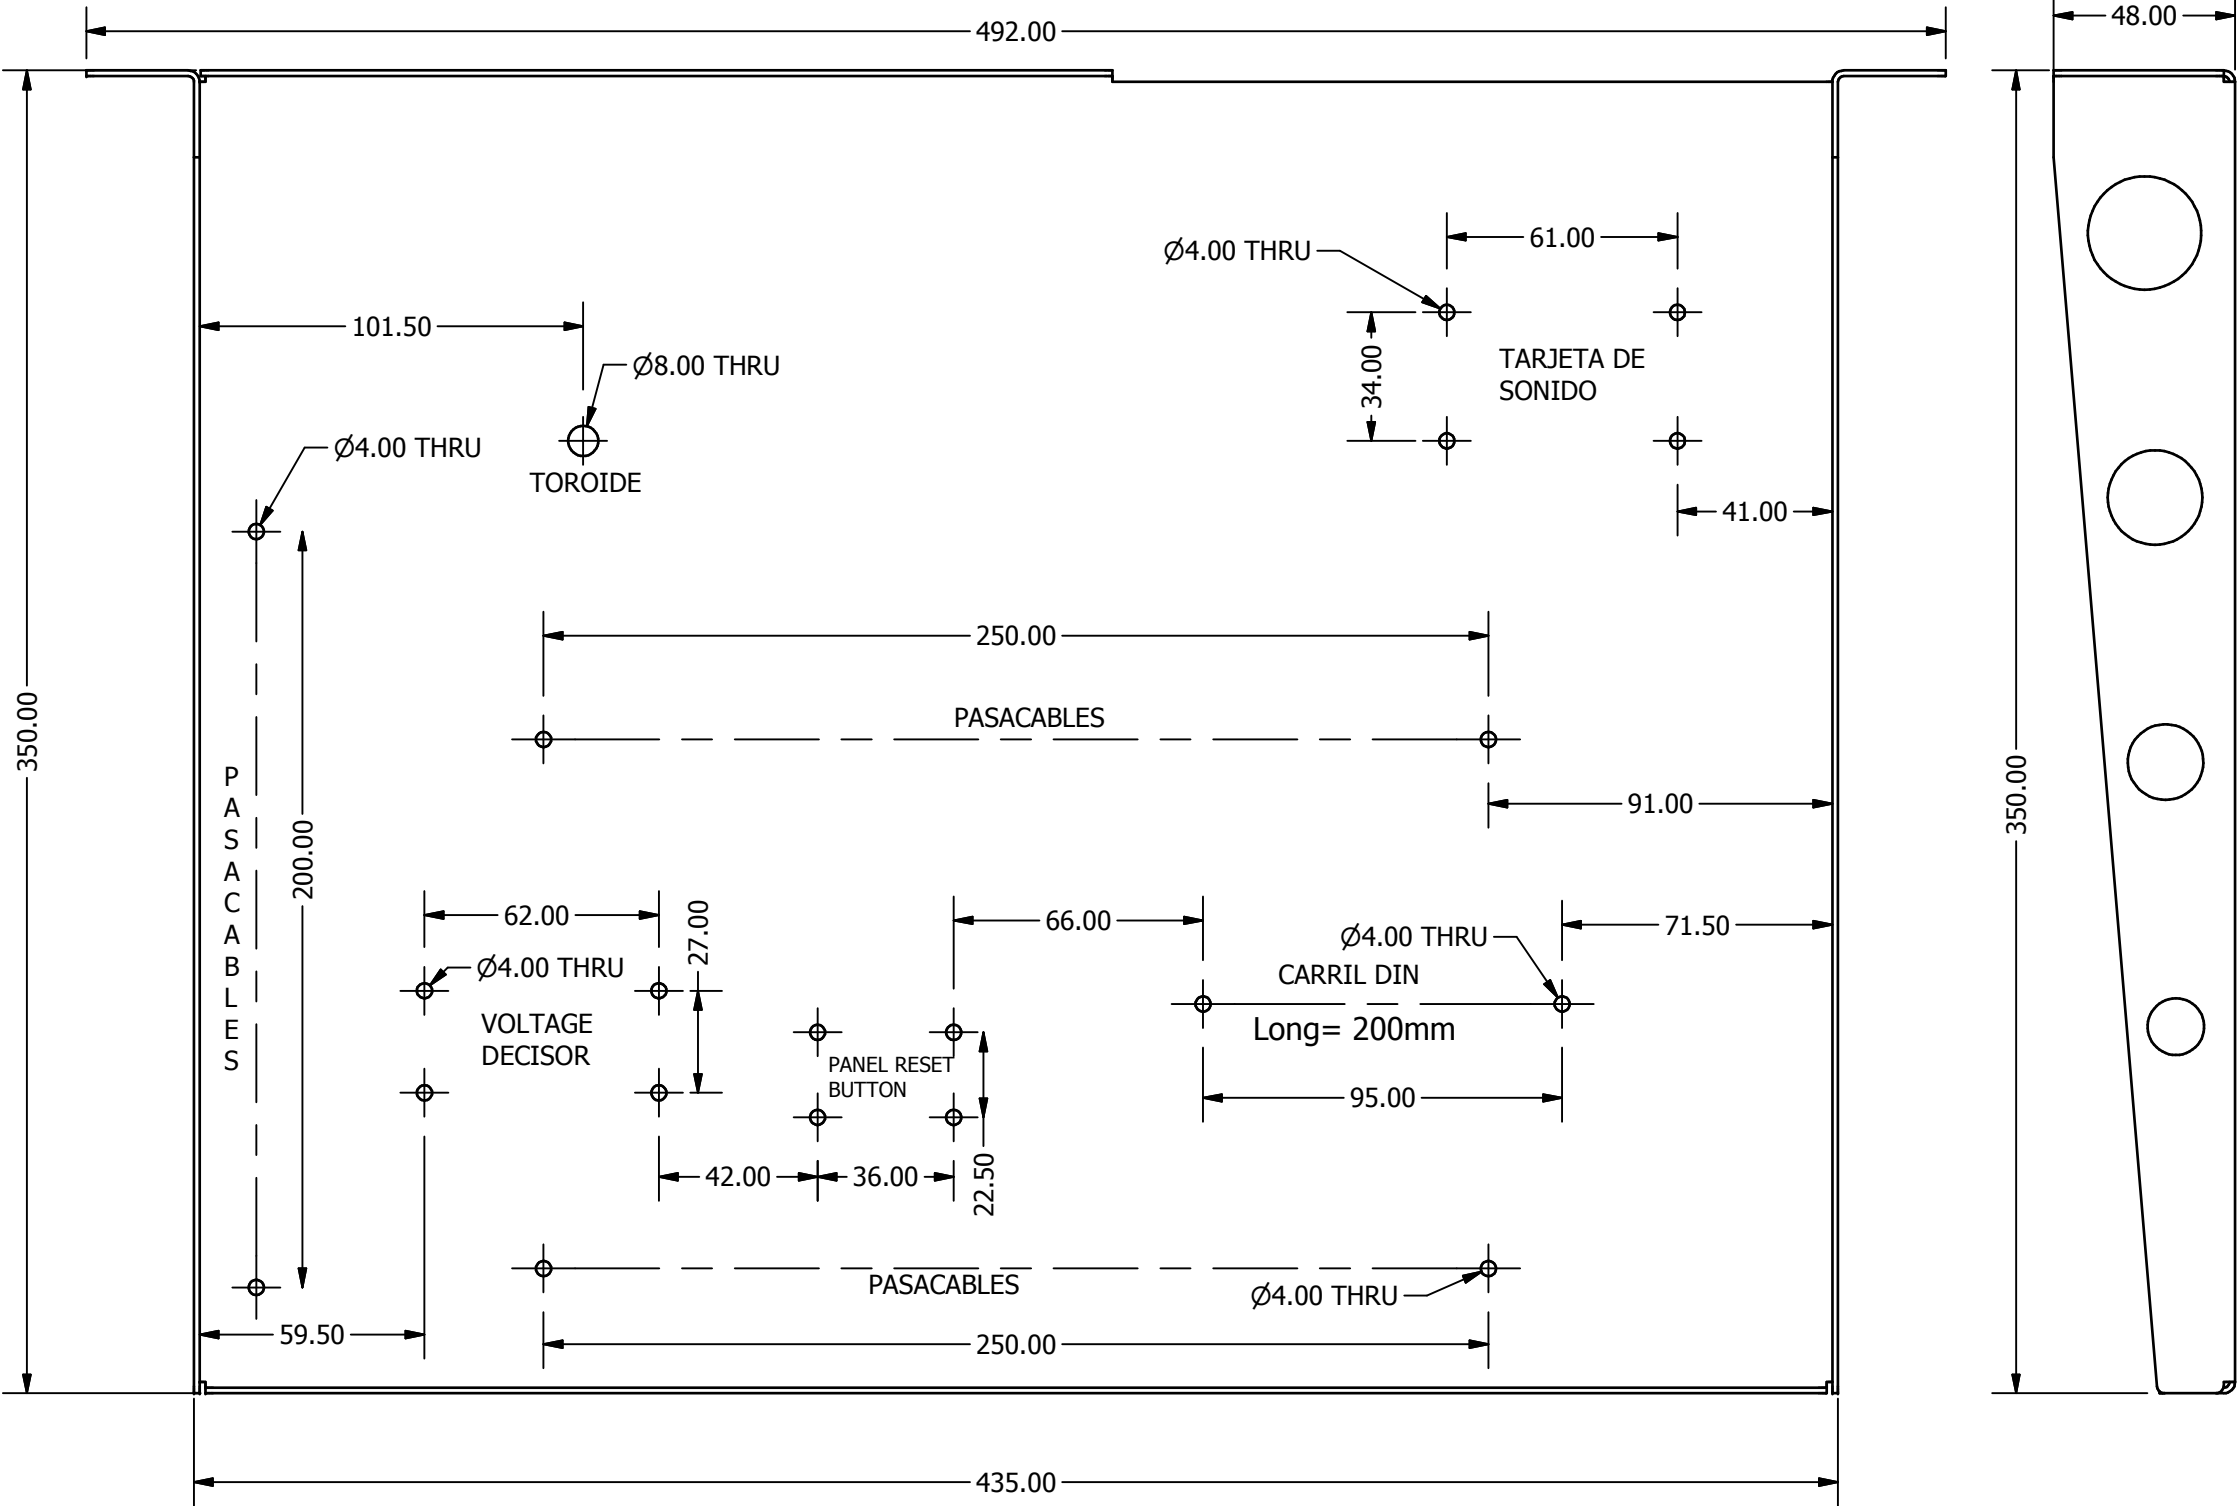 492.00
48.00
61.00
Ø4.00 THRU
101.50
34.00
TARJETA DE
SONIDO
Ø8.00 THRU
Ø4.00 THRU
TOROIDE
41.00
250.00
PASACABLES
350.00
350.00
P
A
S
A
C
A
B
L
E
S
200.00
91.00
62.00
27.00
66.00
71.50
Ø4.00 THRU
Ø4.00 THRU
CARRIL DIN
Long= 200mm
VOLTAGE
DECISOR
PANEL RESET
BUTTON
95.00
42.00
36.00
22.50
PASACABLES
Ø4.00 THRU
59.50
250.00
435.00